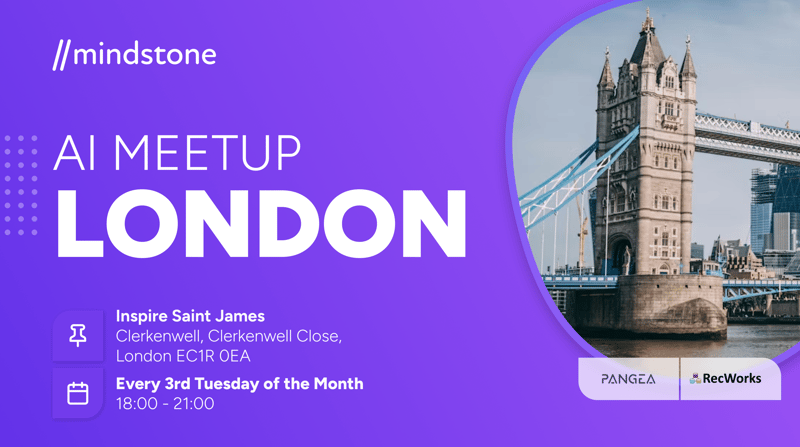 //mindstone
AI MEETUP
LONDON
Inspire Saint James
Clerkenwell, Clerkenwell Close,
London EC1R 0EA
Every 3rd Tuesday of the Month
18:00 - 21:00
PANGEA
RecWorks